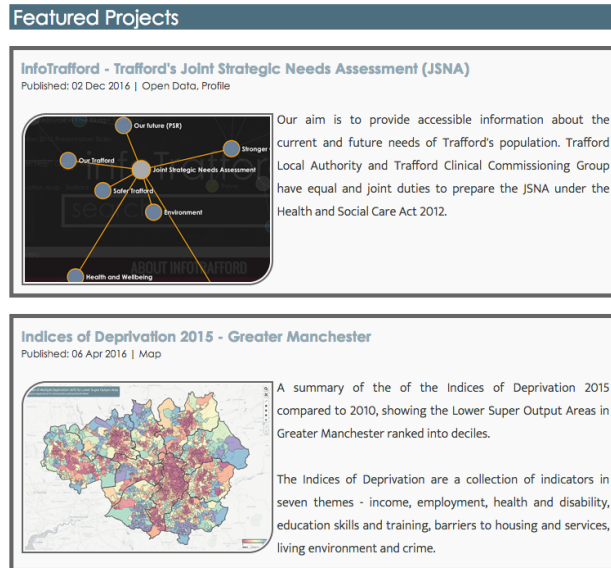 Featured Projects
InfoTrafford - Trafford's Joint Strategic Needs Assessment (JSNA)
Published: 02 Dec 2016 | Open Data, Profile
Our future (PSR)
Stronger
Our Trafford
Joint Strategic Needs Assessment
Safer Trafford
Environment
ABOUT INFOTRAFFORD
Health and Wellbeing
Our aim is to provide accessible information about the
current and future needs of Trafford's population. Trafford
Local Authority and Trafford Clinical Commissioning Group
have equal and joint duties to prepare the JSNA under the
Health and Social Care Act 2012.
Indices of Deprivation 2015 - Greater Manchester
Published: 06 Apr 2016 | Map
A summary of the of the Indices of Deprivation 2015
compared to 2010, showing the Lower Super Output Areas in
Greater Manchester ranked into deciles.
The Indices of Deprivation are a collection of indicators in
seven themes - income, employment, health and disability,
education skills and training, barriers to housing and services,
living environment and crime.